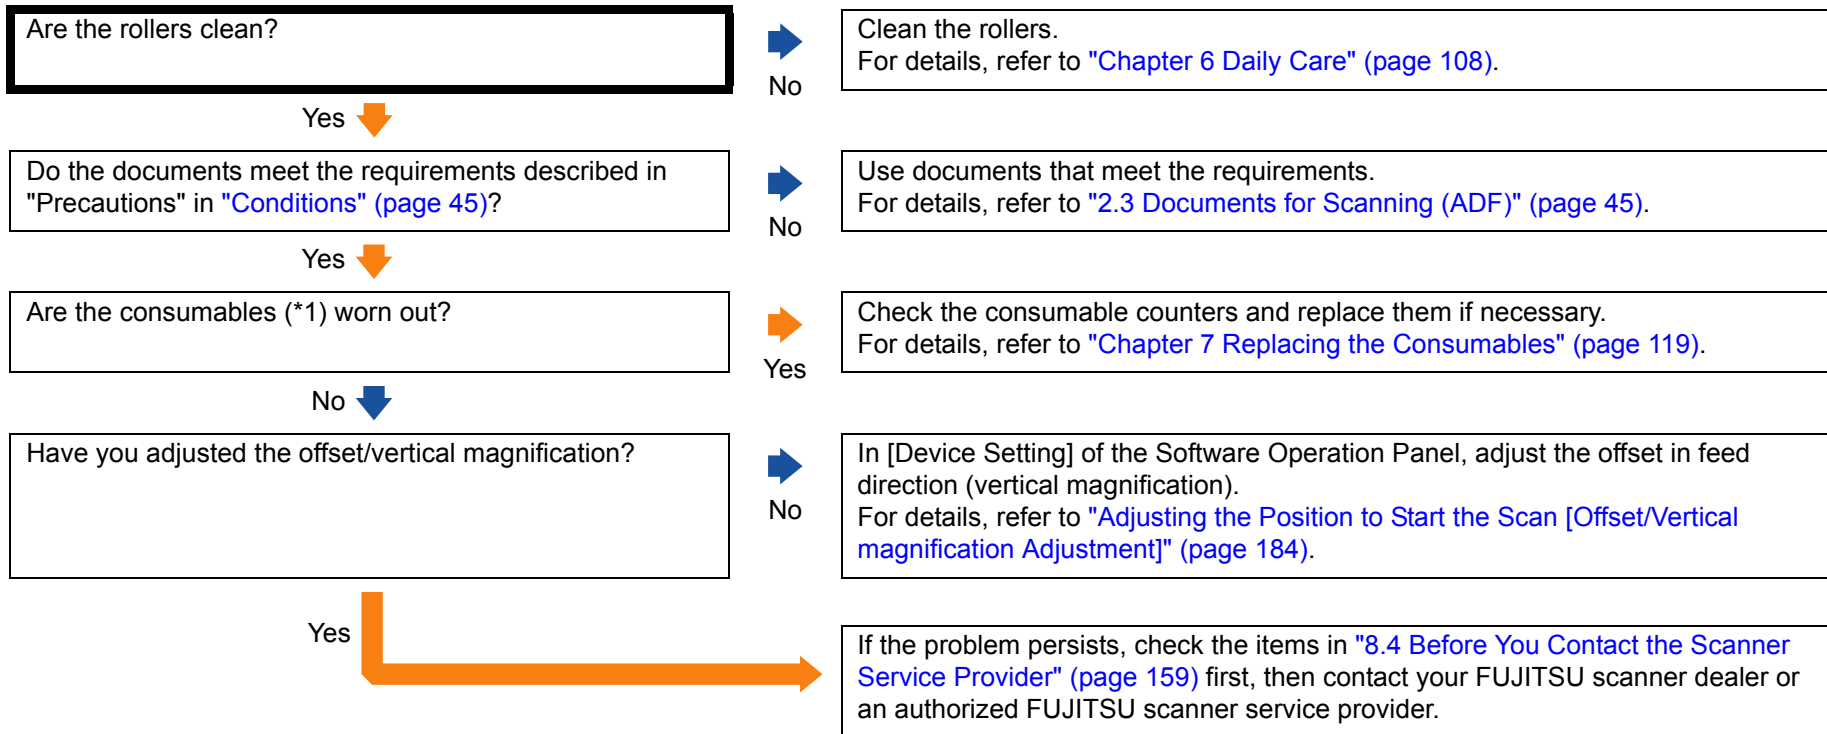 Are the rollers clean?
No
Clean the rollers.
For details, refer to "Chapter 6 Daily Care" (page 108).
Yes
Do the documents meet the requirements described in
"Precautions" in "Conditions" (page 45)?
No
Use documents that meet the requirements.
For details, refer to "2.3 Documents for Scanning (ADF)" (page 45).
Yes
Are the consumables (*1) worn out?
Yes
Check the consumable counters and replace them if necessary.
For details, refer to "Chapter 7 Replacing the Consumables" (page 119).
No
Have you adjusted the offset/vertical magnification?
No
In [Device Setting] of the Software Operation Panel, adjust the offset in feed
direction (vertical magnification).
For details, refer to "Adjusting the Position to Start the Scan [Offset/Vertical
magnification Adjustment]" (page 184).
Yes
If the problem persists, check the items in "8.4 Before You Contact the Scanner
Service Provider" (page 159) first, then contact your FUJITSU scanner dealer or
an authorized FUJITSU scanner service provider.